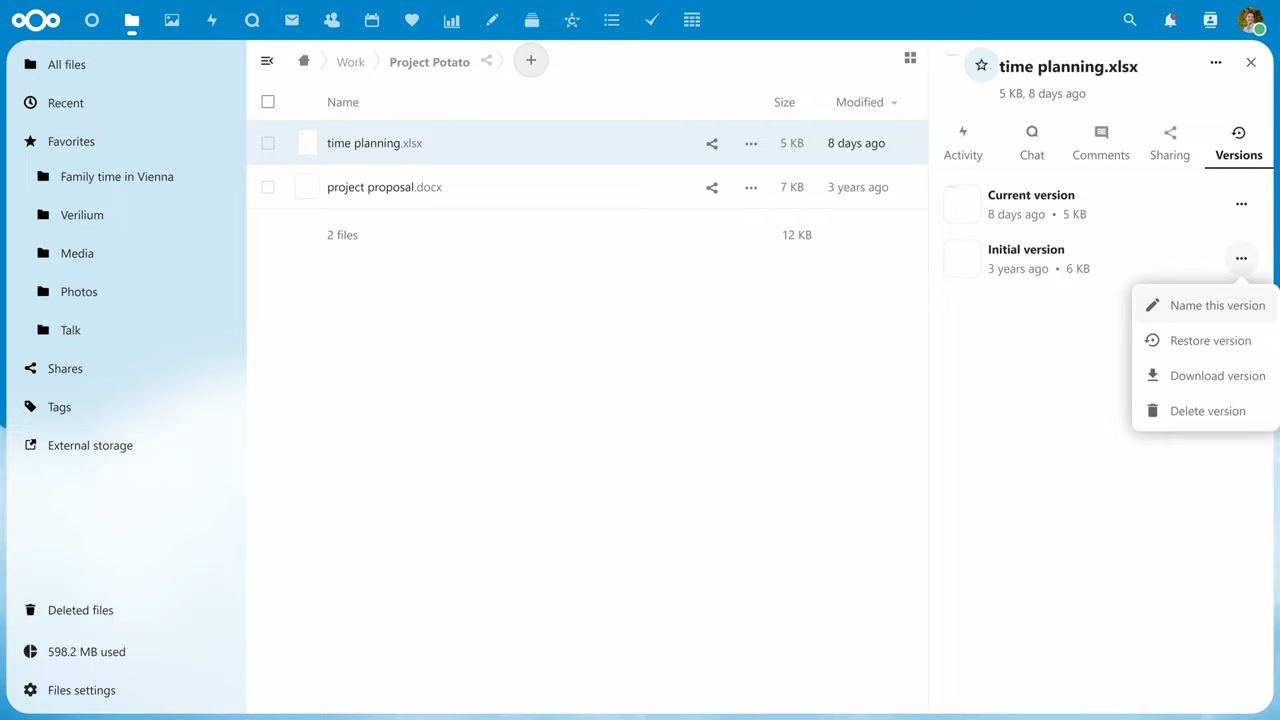 All files
Recent
Favorites
Family time in Vienna
Verilium
Media
Photos
Talk
Shares
Tags
External storage
Deleted files
598.2 MB used
Files settings
Work
Project Potato
Name
Size
Modified
time planning.xlsx
5 KB
8 days ago
project proposal.docx
7 KB
3 years ago
2 files
12 KB
time planning.xlsx
5 KB, 8 days ago
Activity
Chat
Comments
Sharing
Versions
Current version
8 days ago • 5 KB
Initial version
3 years ago • 6 KB
Name this version
Restore version
Download version
Delete version